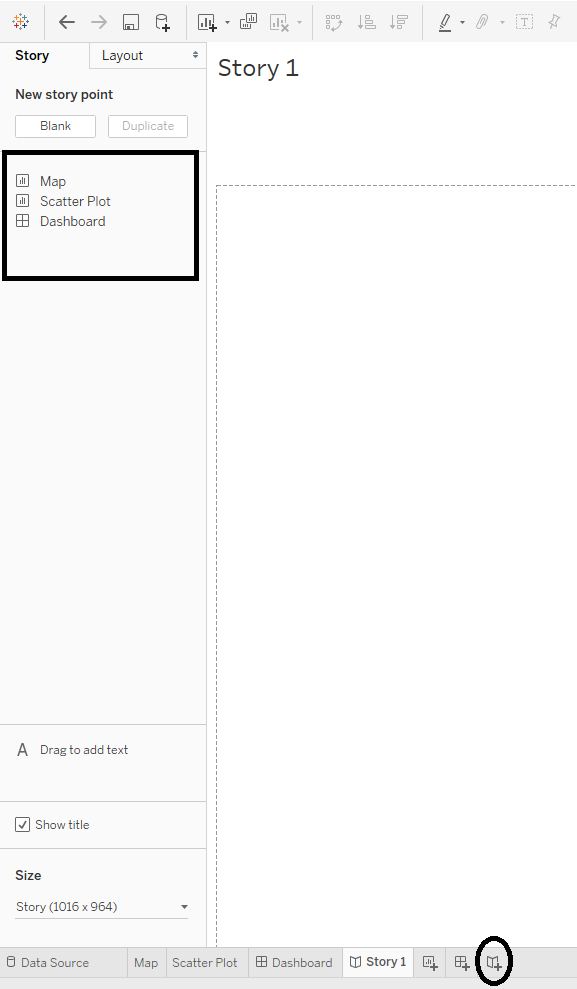 Story
Layout
Story 1
New story point
Blank
Duplicate
Map
Scatter Plot
Dashboard
A Drag to add text
Show title
Size
Story (1016 x 964)
Data Source
Map
Scatter Plot
Dashboard
Story 1